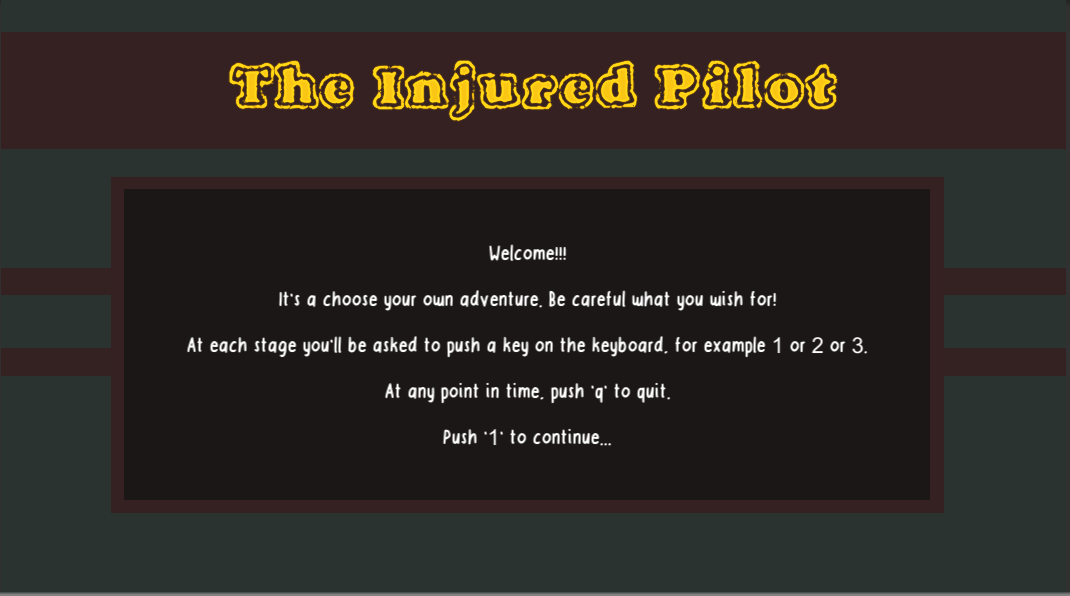 The Injured Pilot
Welcome!!!
It's a choose your own adventure. Be careful what you wish for!
At each stage you'll be asked to push a key on the keyboard, for example 1 or 2 or 3.
At any point in time, push 'q' to quit.
Push '1' to continue...